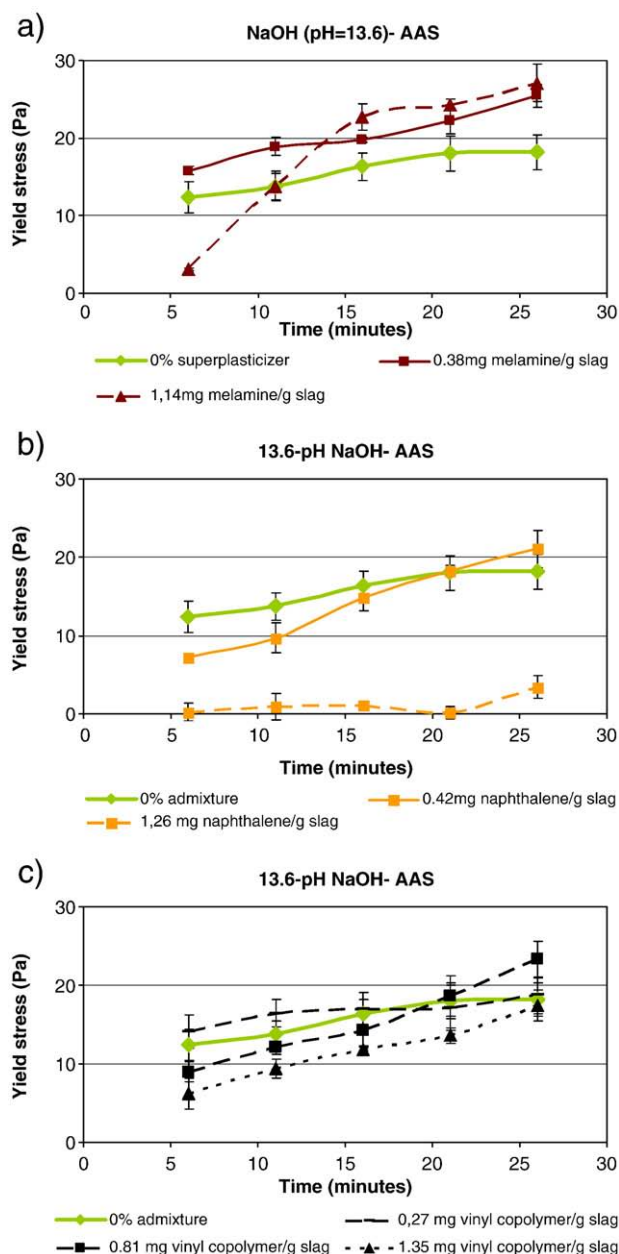 a)
NaOH (pH=13.6)- AAS
30
20
10
0
Yield stress (Pa)
0 5 10 15 20 25 30
Time (minutes)
0% superplasticizer 0.38mg melamine/g slag
1,14mg melamine/g slag
b)
13.6-pH NaOH- AAS
30
20
10
0
Yield stress (Pa)
0 5 10 15 20 25 30
Time (minutes)
0% admixture 0.42mg naphthalene/g slag
1,26 mg naphthalene/g slag
c)
13.6-pH NaOH- AAS
30
20
10
0
Yield stress (Pa)
0 5 10 15 20 25 30
Time (minutes)
0% admixture 0,27 mg vinyl copolymer/g slag
0.81 mg vinyl copolymer/g slag 1.35 mg vinyl copolymer/g slag